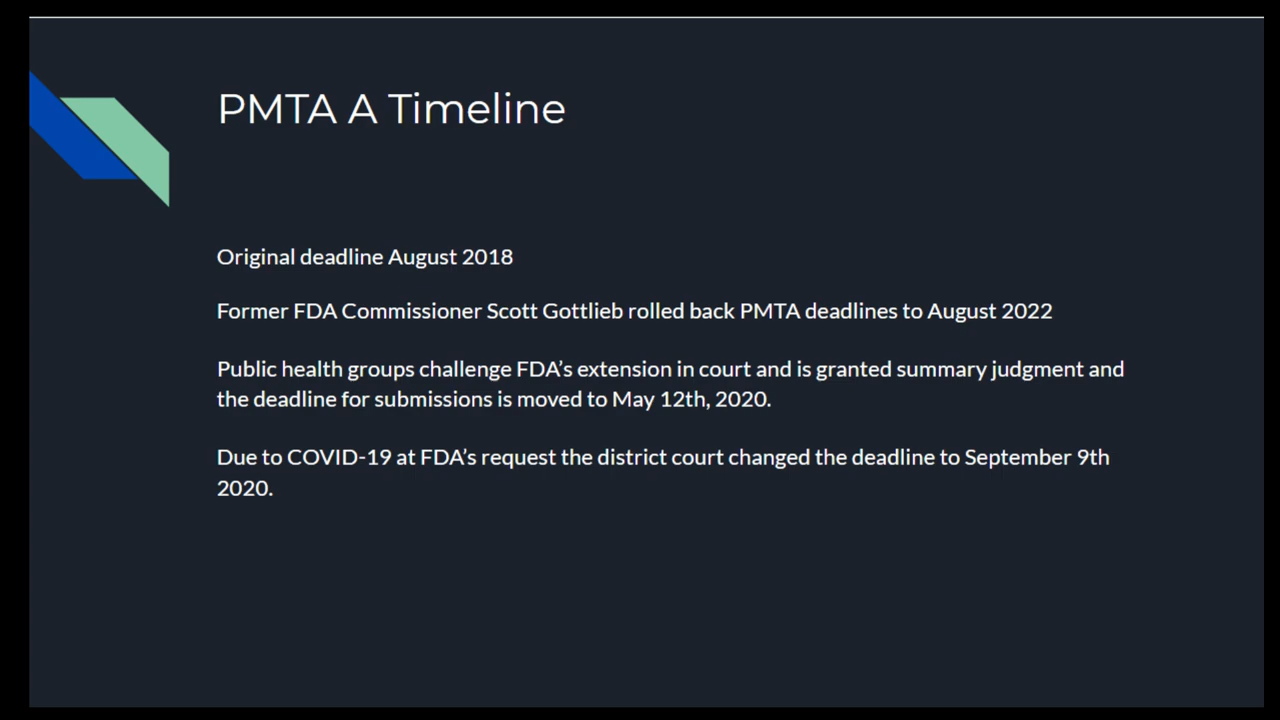 PMTA A Timeline
Original deadline August 2018
Former FDA Commissioner Scott Gottlieb rolled back PMTA deadlines to August 2022
Public health groups challenge FDA’s extension in court and is granted summary judgment and
the deadline for submissions is moved to May 12th, 2020.
Due to COVID-19 at FDA’s request the district court changed the deadline to September 9th
2020.